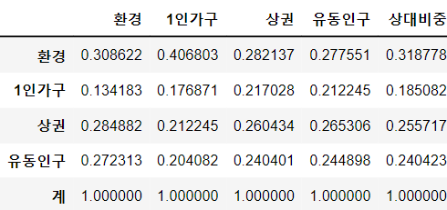 환경 1인가구 상권 유동인구 상대비중
환경 0.308622 0.406803 0.282137 0.277551 0.318778
1인가구 0.134183 0.176871 0.217028 0.212245 0.185082
상권 0.284882 0.212245 0.260434 0.265306 0.255717
유동인구 0.272313 0.204082 0.240401 0.244898 0.240423
계 1.000000 1.000000 1.000000 1.000000 1.000000